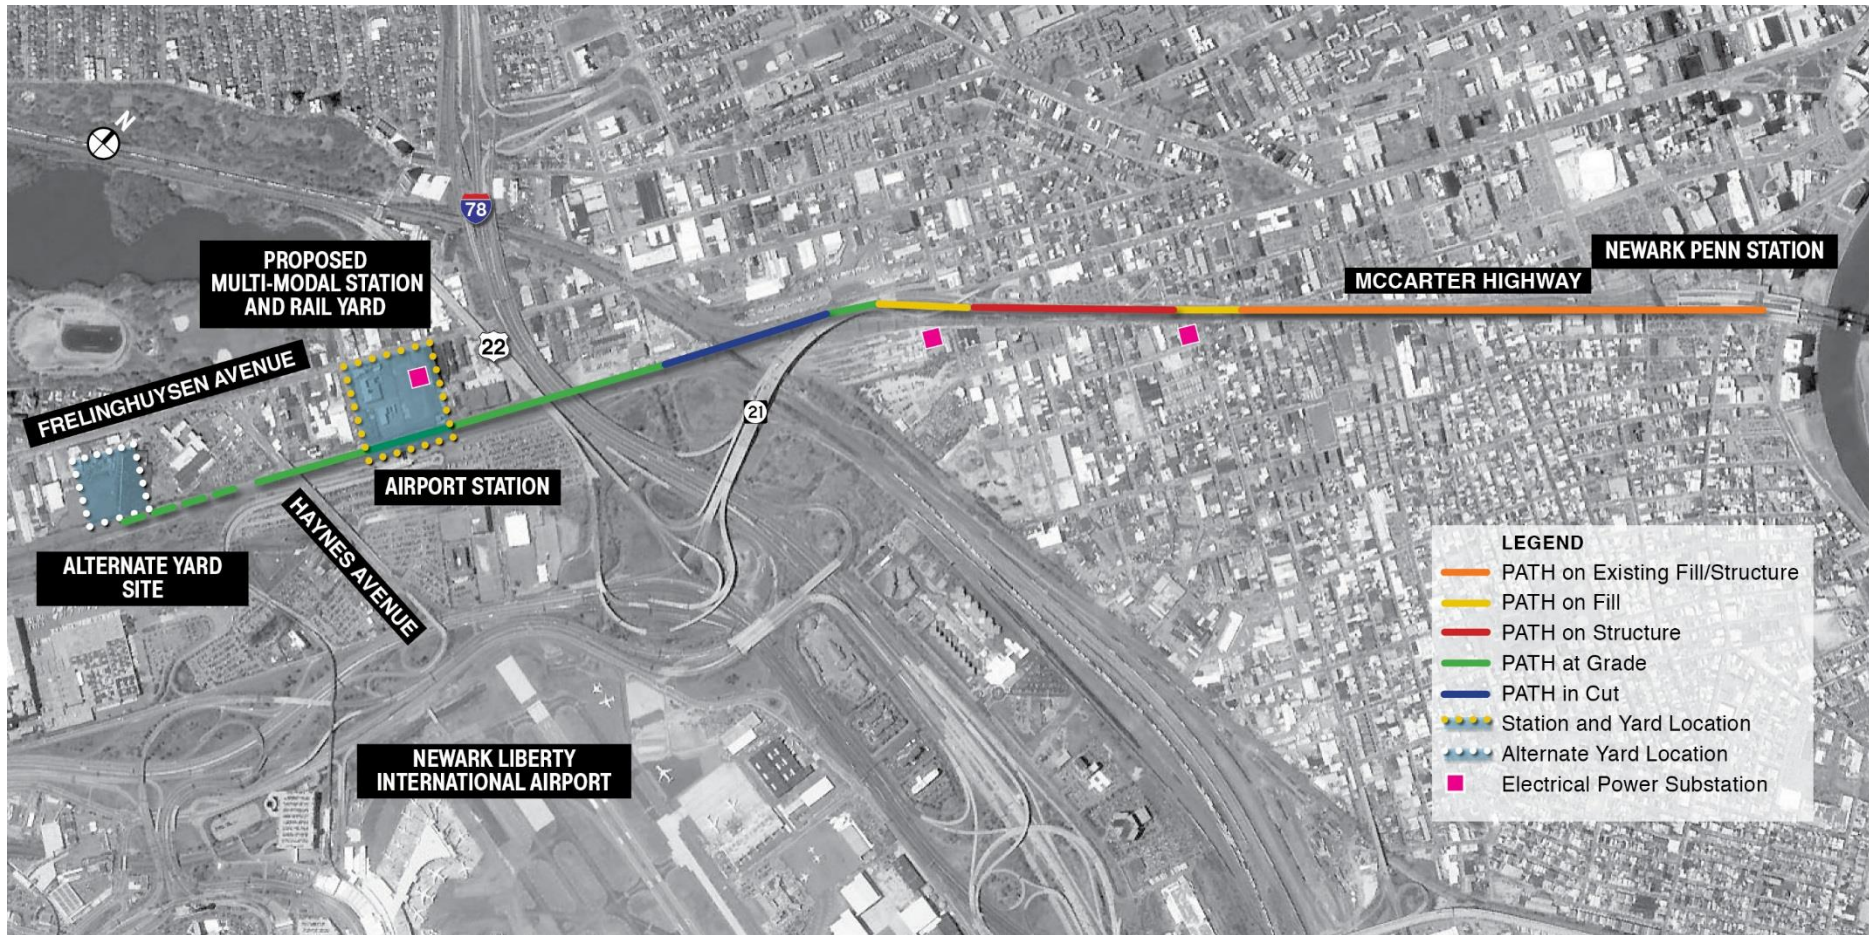 N
78
PROPOSED
MULTI-MODAL STATION
AND RAIL YARD
NEWARK PENN STATION
MCCARTER HIGHWAY
22
FRELINGHUYSEN AVENUE
21
AIRPORT STATION
HAYNES AVENUE
ALTERNATE YARD
SITE
NEWARK LIBERTY
INTERNATIONAL AIRPORT
LEGEND
PATH on Existing Fill/Structure
PATH on Fill
PATH on Structure
PATH at Grade
PATH in Cut
Station and Yard Location
Alternate Yard Location
Electrical Power Substation